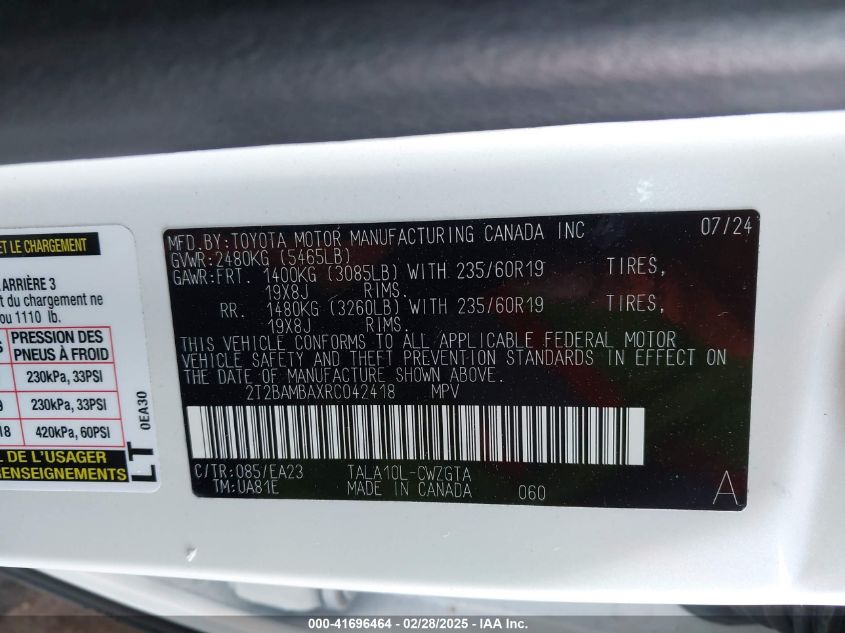 ET LE CHARGEMENT
ARRIÈRE 3
t du chargement ne
ou 1110 lb.
PRESSION DES
PNEUS À FROID
230kPa, 33PSI
230kPa, 33PSI
18 420kPa, 60PSI
L DE L'USAGER
RENSEIGNEMENTS
0EA30
LT
MFD.BY:TOYOTA MOTOR MANUFACTURING CANADA INC 07/24
GVWR:2480KG (5465LB)
GAWR:FRT. 1400KG (3085LB) WITH 235/60R19 TIRES,
19X8J RIMS.
RR. 1480KG (3260LB) WITH 235/60R19 TIRES,
19X8J RIMS.
THIS VEHICLE CONFORMS TO ALL APPLICABLE FEDERAL MOTOR
VEHICLE SAFETY AND THEFT PREVENTION STANDARDS IN EFFECT ON
THE DATE OF MANUFACTURE SHOWN ABOVE.
2T2BAMBAXRC042418 MPV
C/TR:085/EA23 TALA10L-CWZGTA
TM:UA81E MADE IN CANADA 060 A
000-41696464 | 02/28/2025 - IAA Inc.